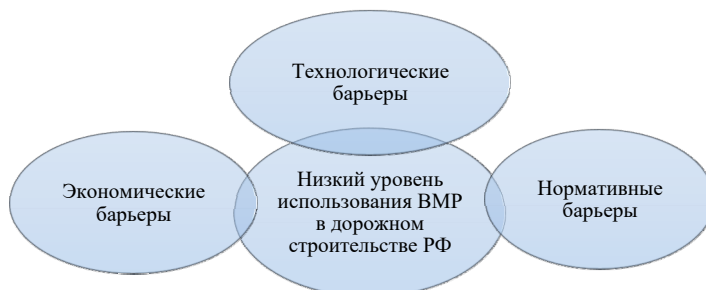 Технологические
барьеры
Экономические
барьеры
Низкий уровень
использования ВМР
в дорожном
строительстве РФ
Нормативные
барьеры